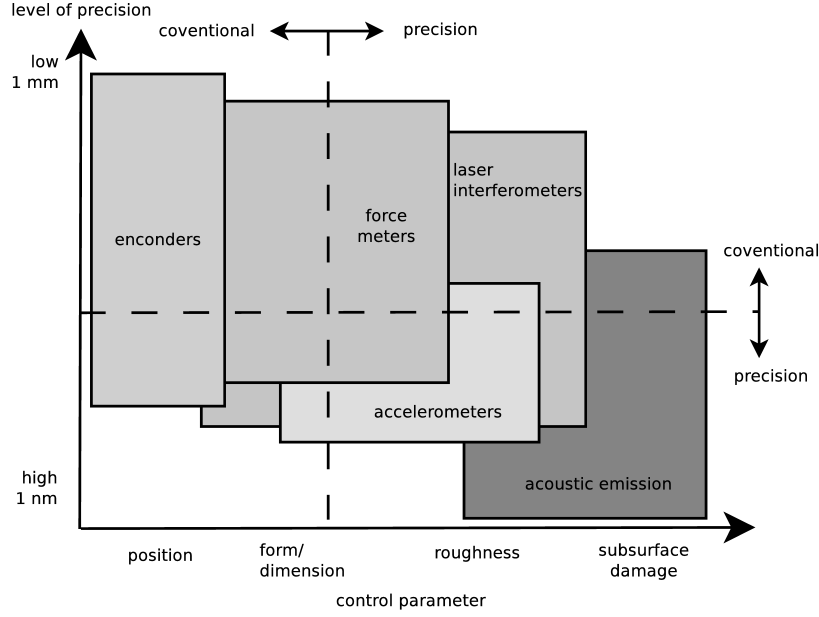 level of precision
coventional
precision
low
1 mm
laser
interferometers
force
meters
enconders
coventional
precision
accelerometers
high
1 nm
acoustic emission
position
form/
dimension
roughness
subsurface
damage
control parameter